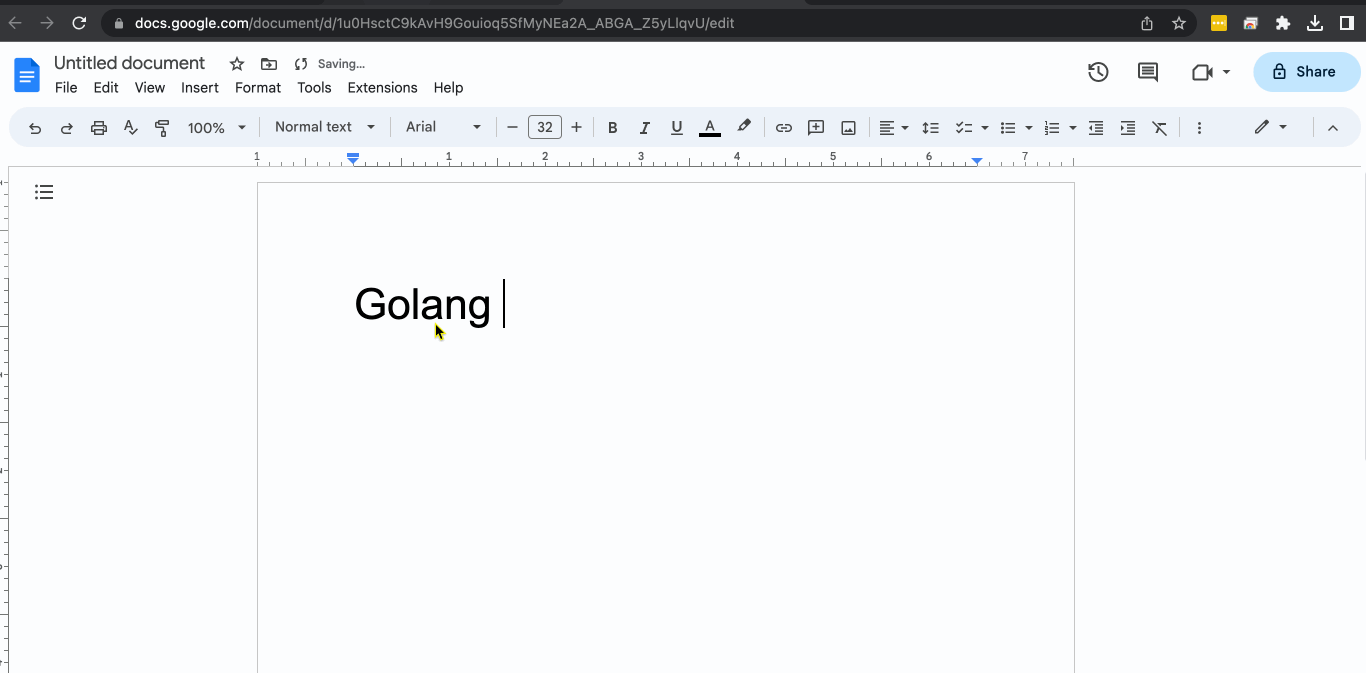 docs.google.com/document/d/1u0HsctC9kAvH9Gouioq5SfMyNEa2A_ABGA_Z5yLlqvU/edit
Untitled document Saving...
File Edit View Insert Format Tools Extensions Help
Share
100% Normal text Arial 32
1 1 2 3 4 5 6 7
Golang